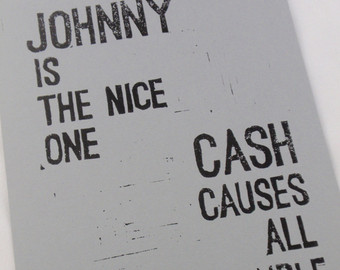 JOHNNY
IS
THE NICE
ONE
CASH
CAUSES
ALL